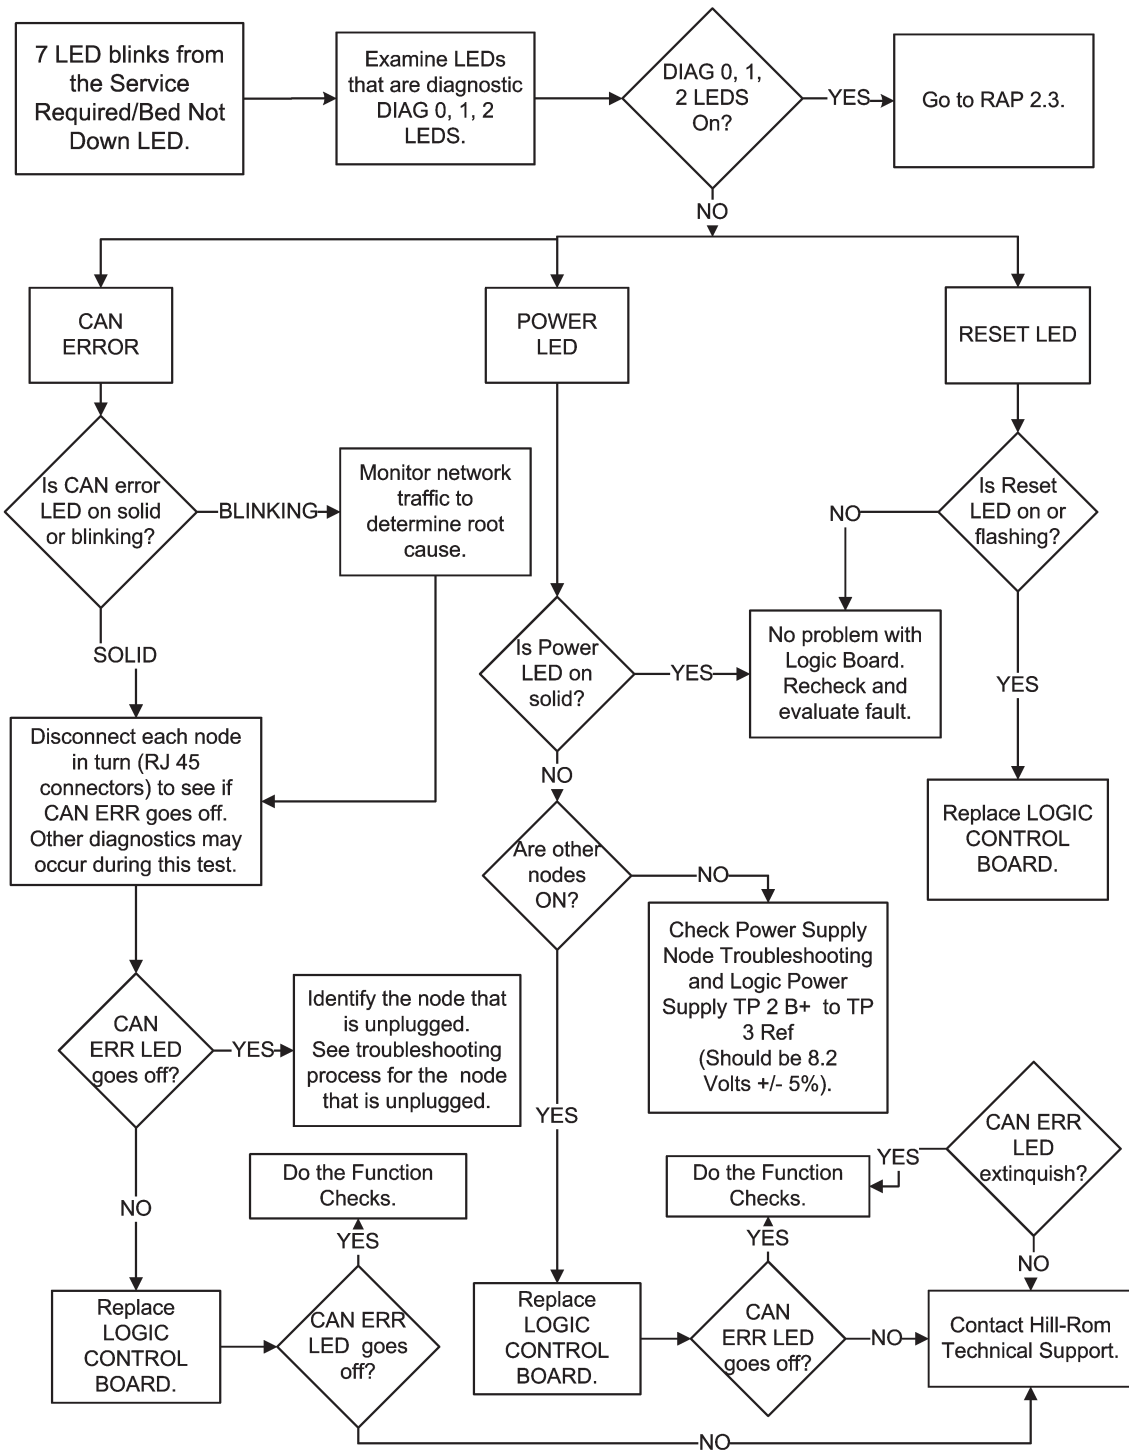 7 LED blinks from
the Service
Required/Bed Not
Down LED.
Examine LEDs
that are diagnostic
DIAG 0, 1, 2
LEDS.
DIAG 0, 1,
2 LEDS
On?
YES
Go to RAP 2.3.
NO
CAN
ERROR
POWER
LED
RESET LED
Is CAN error
LED on solid
or blinking?
BLINKING
Monitor network
traffic to
determine root
cause.
Is Reset
LED on or
flashing?
NO
SOLID
Is Power
LED on
solid?
YES
No problem with
Logic Board.
Recheck and
evaluate fault.
YES
Disconnect each node
in turn (RJ 45
connectors) to see if
CAN ERR goes off.
Other diagnostics may
occur during this test.
NO
Replace LOGIC
CONTROL
BOARD.
Are other
nodes
ON?
NO
Check Power Supply
Node Troubleshooting
and Logic Power
Supply TP 2 B+ to TP
3 Ref
(Should be 8.2
Volts +/- 5%).
CAN
ERR LED
goes off?
YES
Identify the node that
is unplugged.
See troubleshooting
process for the node
that is unplugged.
YES
CAN ERR
LED
extinquish?
YES
Do the Function
Checks.
Do the Function
Checks.
NO
YES
YES
NO
Replace
LOGIC
CONTROL
BOARD.
CAN ERR
LED goes
off?
Replace
LOGIC
CONTROL
BOARD.
CAN
ERR LED
goes off?
NO
Contact Hill-Rom
Technical Support.
NO